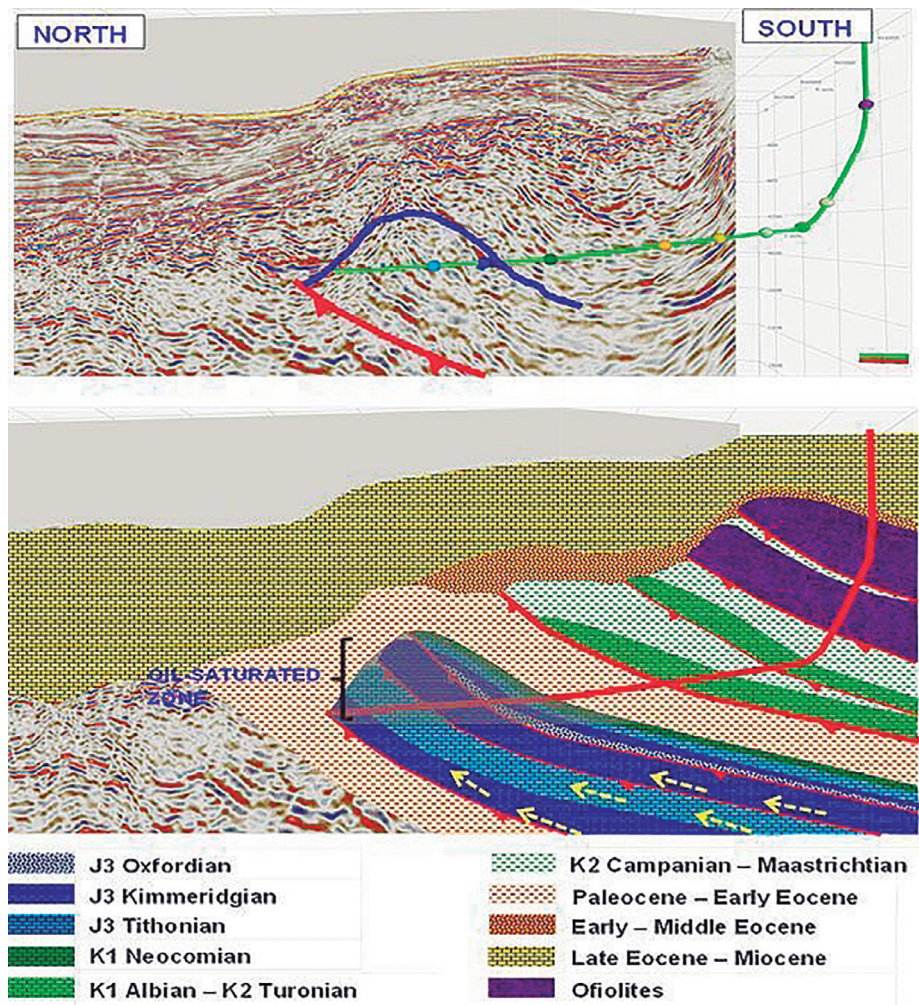 NORTH
SOUTH
OIL-SATURATED
ZONE
J3 Oxfordian
J3 Kimmeridgian
J3 Tithonian
K1 Neocomian
K1 Albian – K2 Turonian
K2 Campanian – Maastrichtian
Paleocene – Early Eocene
Early – Middle Eocene
Late Eocene – Miocene
Ofiolites